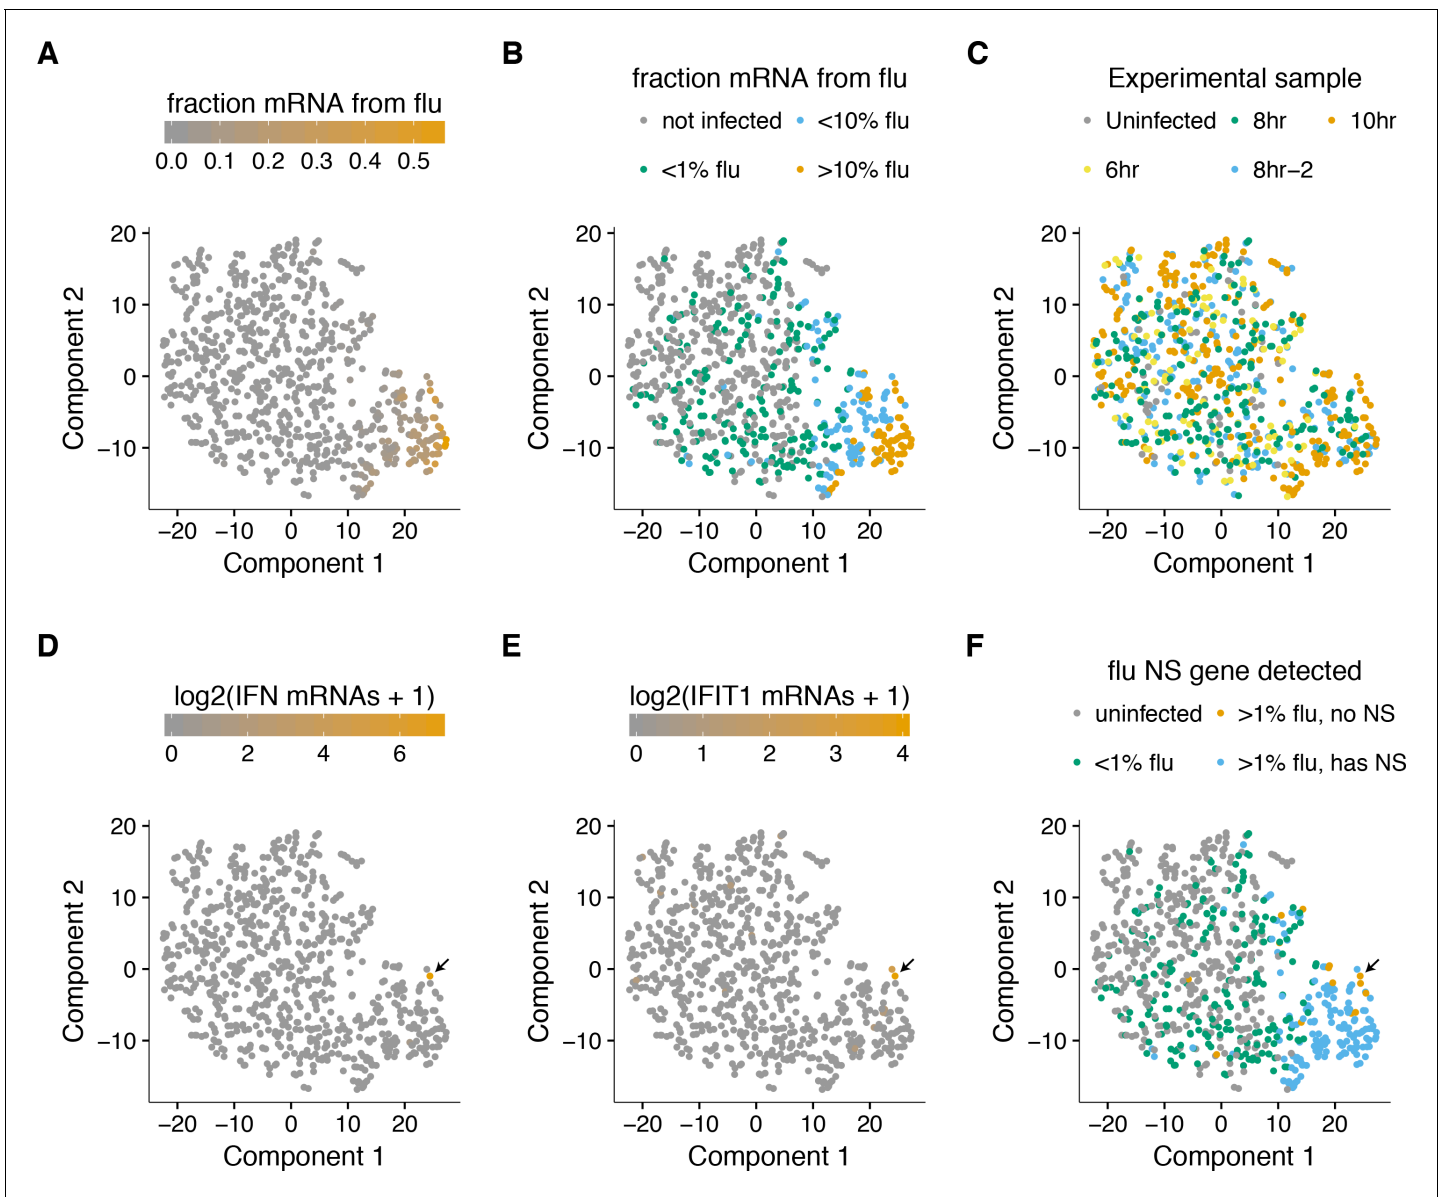 A
B
C
fraction mRNA from flu
0.0 0.1 0.2 0.3 0.4 0.5
fraction mRNA from flu
not infected <10% flu
<1% flu >10% flu
Experimental sample
Uninfected 8hr 10hr
6hr 8hr−2
20
10
0
−10
Component 2
−20 −10 0 10 20
Component 1
20
10
0
−10
Component 2
−20 −10 0 10 20
Component 1
20
10
0
−10
Component 2
−20 −10 0 10 20
Component 1
D
E
F
log2(IFN mRNAs + 1)
0 2 4 6
log2(IFIT1 mRNAs + 1)
0 1 2 3 4
flu NS gene detected
uninfected >1% flu, no NS
<1% flu >1% flu, has NS
20
10
0
−10
Component 2
−20 −10 0 10 20
Component 1
20
10
0
−10
Component 2
−20 −10 0 10 20
Component 1
20
10
0
−10
Component 2
−20 −10 0 10 20
Component 1